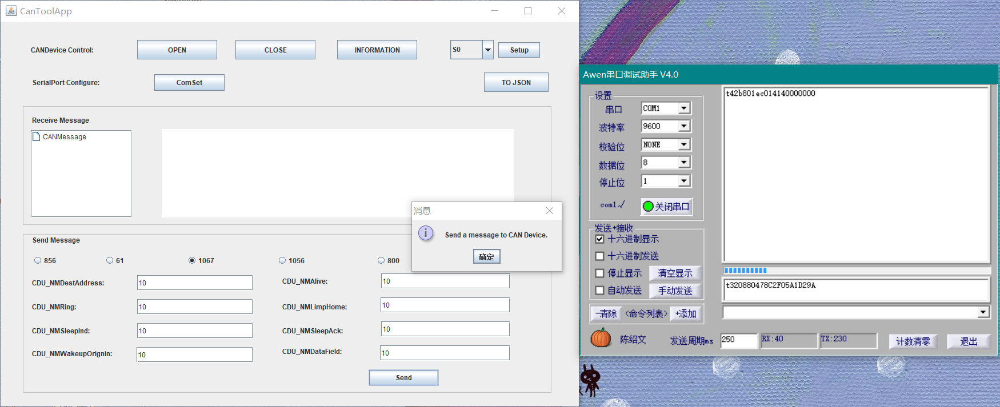 CanToolApp
CANDevice Control:
OPEN
CLOSE
INFORMATION
S0
Setup
SerialPort Configure:
ComSet
TO JSON
Receive Message
CANMessage
Send Message
856
61
1067
1056
800
CDU_NMDestAddress:
10
CDU_NMAlive:
10
CDU_NMRing:
10
CDU_NMLimpHome:
10
CDU_NMSleepInd:
10
CDU_NMSleepAck:
10
CDU_NMWakeupOrignin:
10
CDU_NMDataField:
10
Send
消息
Send a message to CAN Device.
确定
Awen串口调试助手 V4.0
设置
串口
COM1
波特率
9600
校验位
NONE
数据位
8
停止位
1
com1√
关闭串口
发送+接收
十六进制显示
十六进制发送
停止显示
清空显示
自动发送
手动发送
-清除
<命令列表>
+添加
t42b801ec014140000000
t320880478C2F05A1D29A
陈绍文
发送周期ms
250
RX:40
TX:230
计数清零
退出